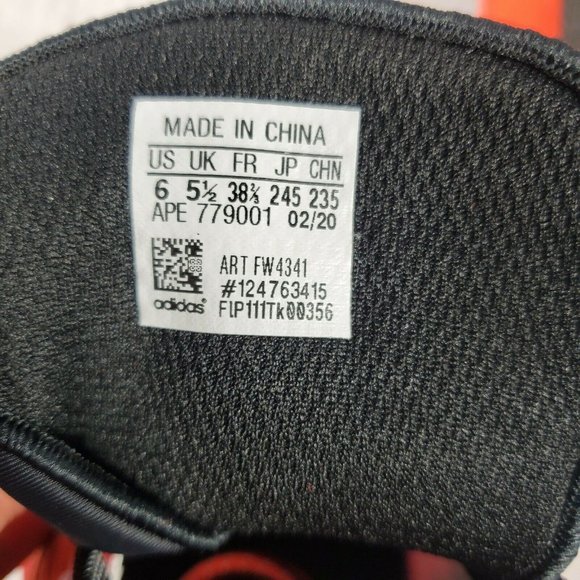 MADE IN CHINA
US UK FR JP CHN
6 5½ 38⅔ 245 235
APE 779001 02/20
ART FW4341
#124763415
adidas® F1P111Tk00356